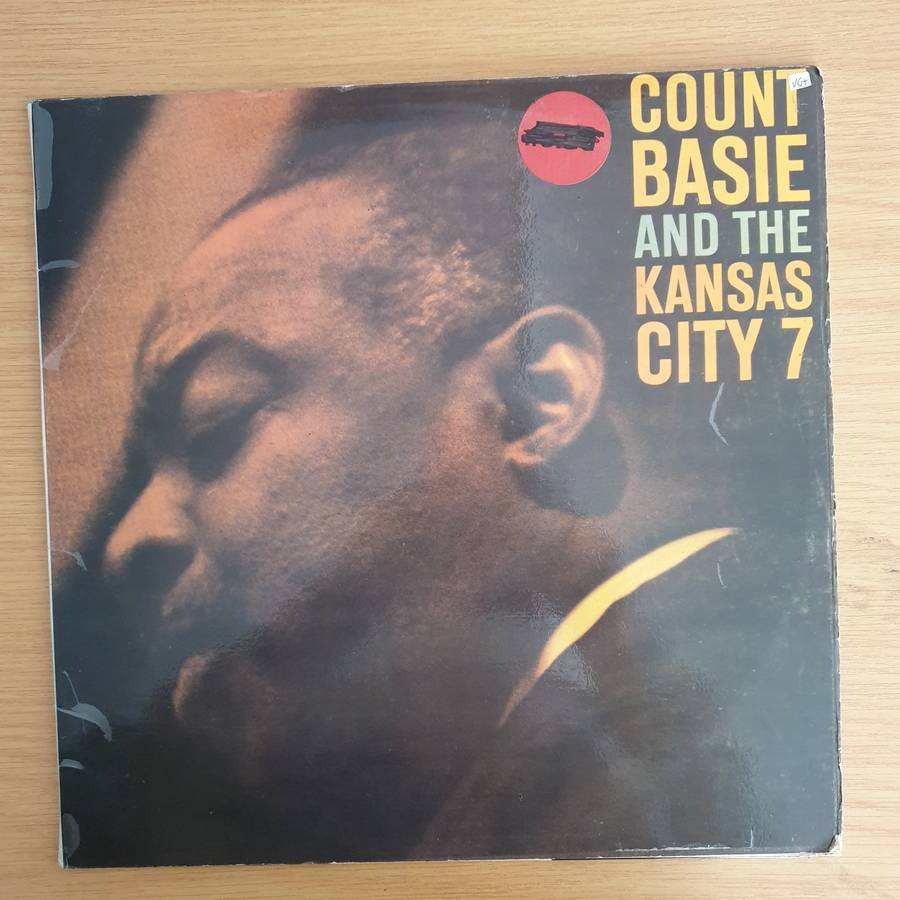 COUNT
VG+
BASIE
AND THE
KANSAS
CITY 7